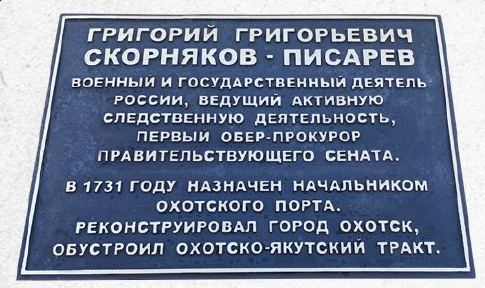 ГРИГОРИЙ ГРИГОРЬЕВИЧ
СКОРНЯКОВ - ПИСАРЕВ
ВОЕННЫЙ И ГОСУДАРСТВЕННЫЙ ДЕЯТЕЛЬ
РОССИИ, ВЕДУЩИЙ АКТИВНУЮ
СЛЕДСТВЕННУЮ ДЕЯТЕЛЬНОСТЬ,
ПЕРВЫЙ ОБЕР-ПРОКУРОР
ПРАВИТЕЛЬСТВУЮЩЕГО СЕНАТА.
В 1731 ГОДУ НАЗНАЧЕН НАЧАЛЬНИКОМ
ОХОТСКОГО ПОРТА.
РЕКОНСТРУИРОВАЛ ГОРОД ОХОТСК,
ОБУСТРОИЛ ОХОТСКО-ЯКУТСКИЙ ТРАКТ.